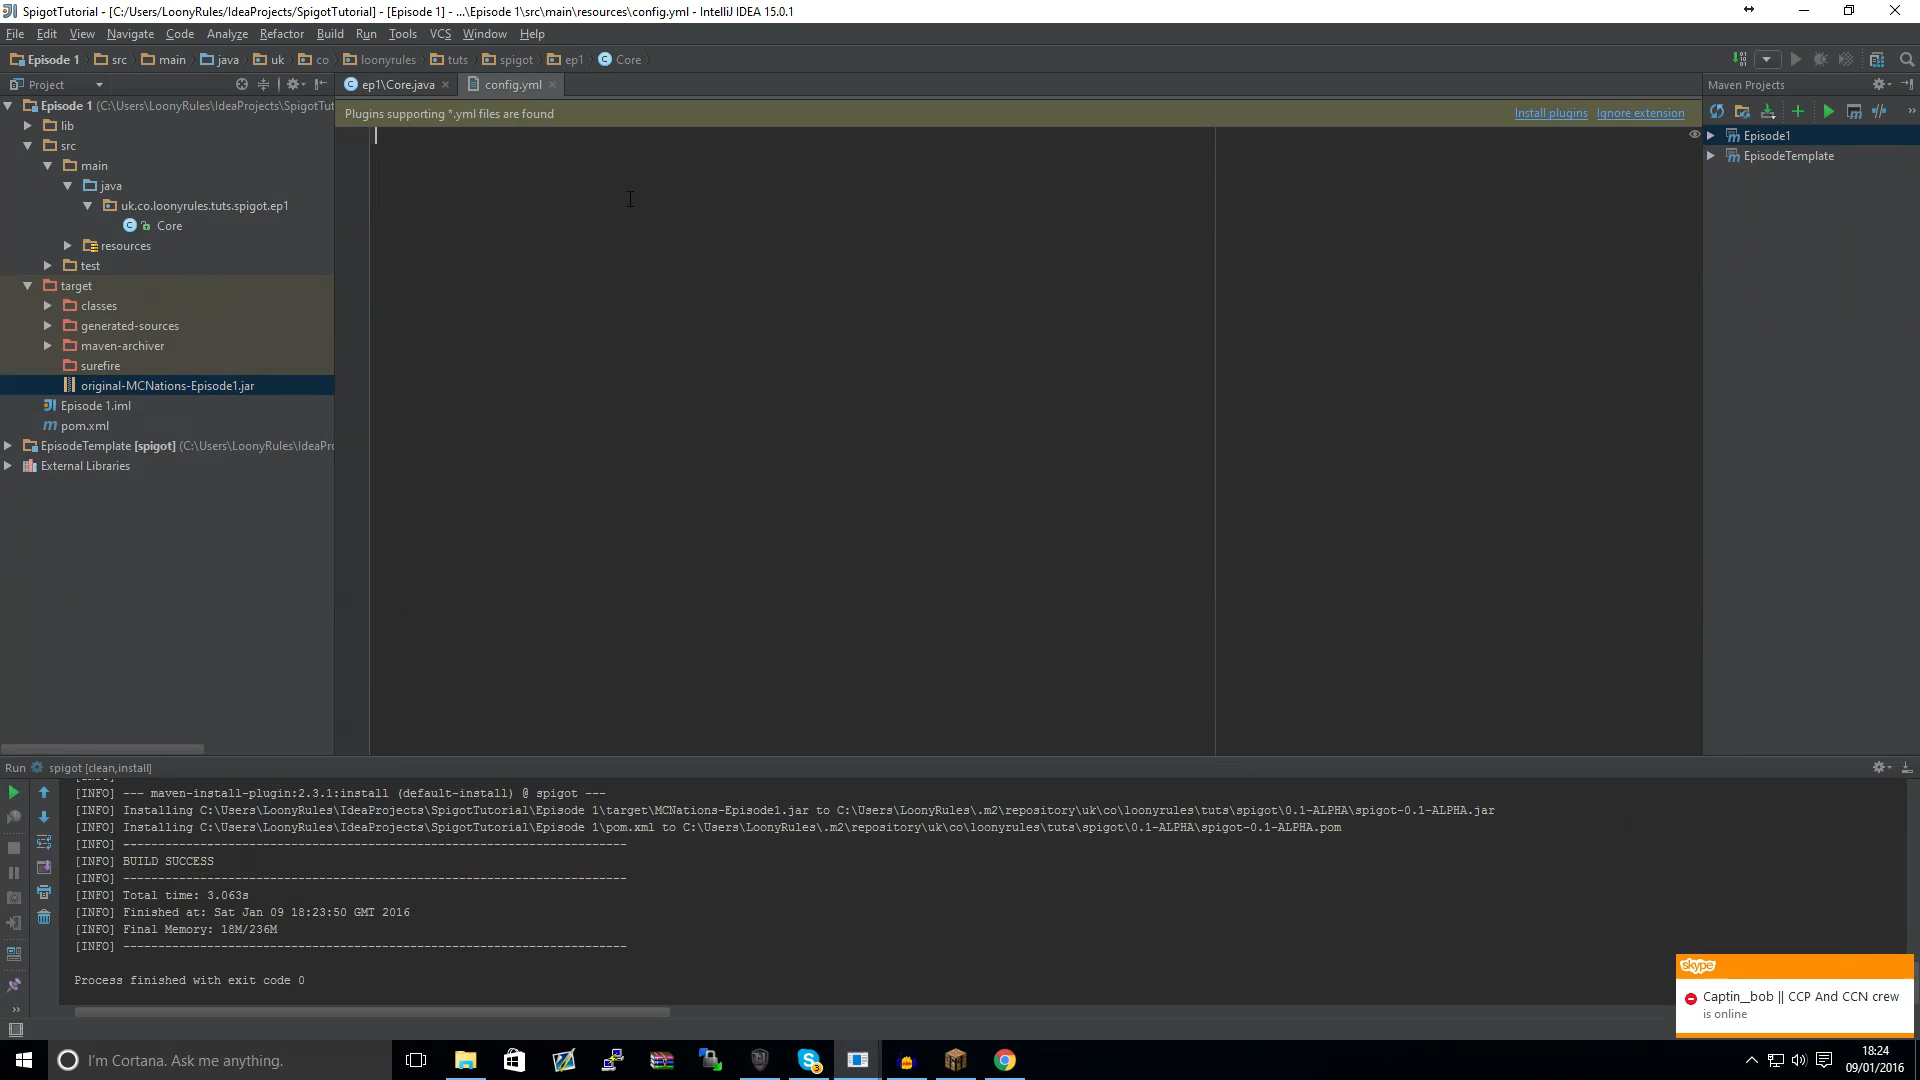 SpigotTutorial - [C:/Users/LoonyRules/IdeaProjects/SpigotTutorial] - [Episode 1] - ...\Episode 1\src\main\resources\config.yml - IntelliJ IDEA 15.0.1
File Edit View Navigate Code Analyze Refactor Build Run Tools VCS Window Help
Episode 1 src main java uk co loonyrules tuts spigot ep1 Core
Project
ep1\Core.java config.yml
Maven Projects
Plugins supporting *.yml files are found
Install plugins Ignore extension
Episode 1 (C:\Users\LoonyRules\IdeaProjects\SpigotTut
lib
src
main
java
uk.co.loonyrules.tuts.spigot.ep1
Core
resources
test
target
classes
generated-sources
maven-archiver
surefire
original-MCNations-Episode1.jar
Episode 1.iml
pom.xml
EpisodeTemplate [spigot] (C:\Users\LoonyRules\IdeaPro
External Libraries
Episode1
EpisodeTemplate
Run spigot [clean,install]
[INFO]
[INFO] --- maven-install-plugin:2.3.1:install (default-install) @ spigot ---
[INFO] Installing C:\Users\LoonyRules\IdeaProjects\SpigotTutorial\Episode 1\target\MCNations-Episode1.jar to C:\Users\LoonyRules\.m2\repository\uk\co\loonyrules\tuts\spigot\0.1-ALPHA\spigot-0.1-ALPHA.jar
[INFO] Installing C:\Users\LoonyRules\IdeaProjects\SpigotTutorial\Episode 1\pom.xml to C:\Users\LoonyRules\.m2\repository\uk\co\loonyrules\tuts\spigot\0.1-ALPHA\spigot-0.1-ALPHA.pom
[INFO] ------------------------------------------------------------------------
[INFO] BUILD SUCCESS
[INFO] ------------------------------------------------------------------------
[INFO] Total time: 3.063s
[INFO] Finished at: Sat Jan 09 18:23:50 GMT 2016
[INFO] Final Memory: 18M/236M
[INFO] ------------------------------------------------------------------------
Process finished with exit code 0
skype
Captin__bob || CCP And CCN crew
is online
I'm Cortana. Ask me anything.
3
18:24
09/01/2016